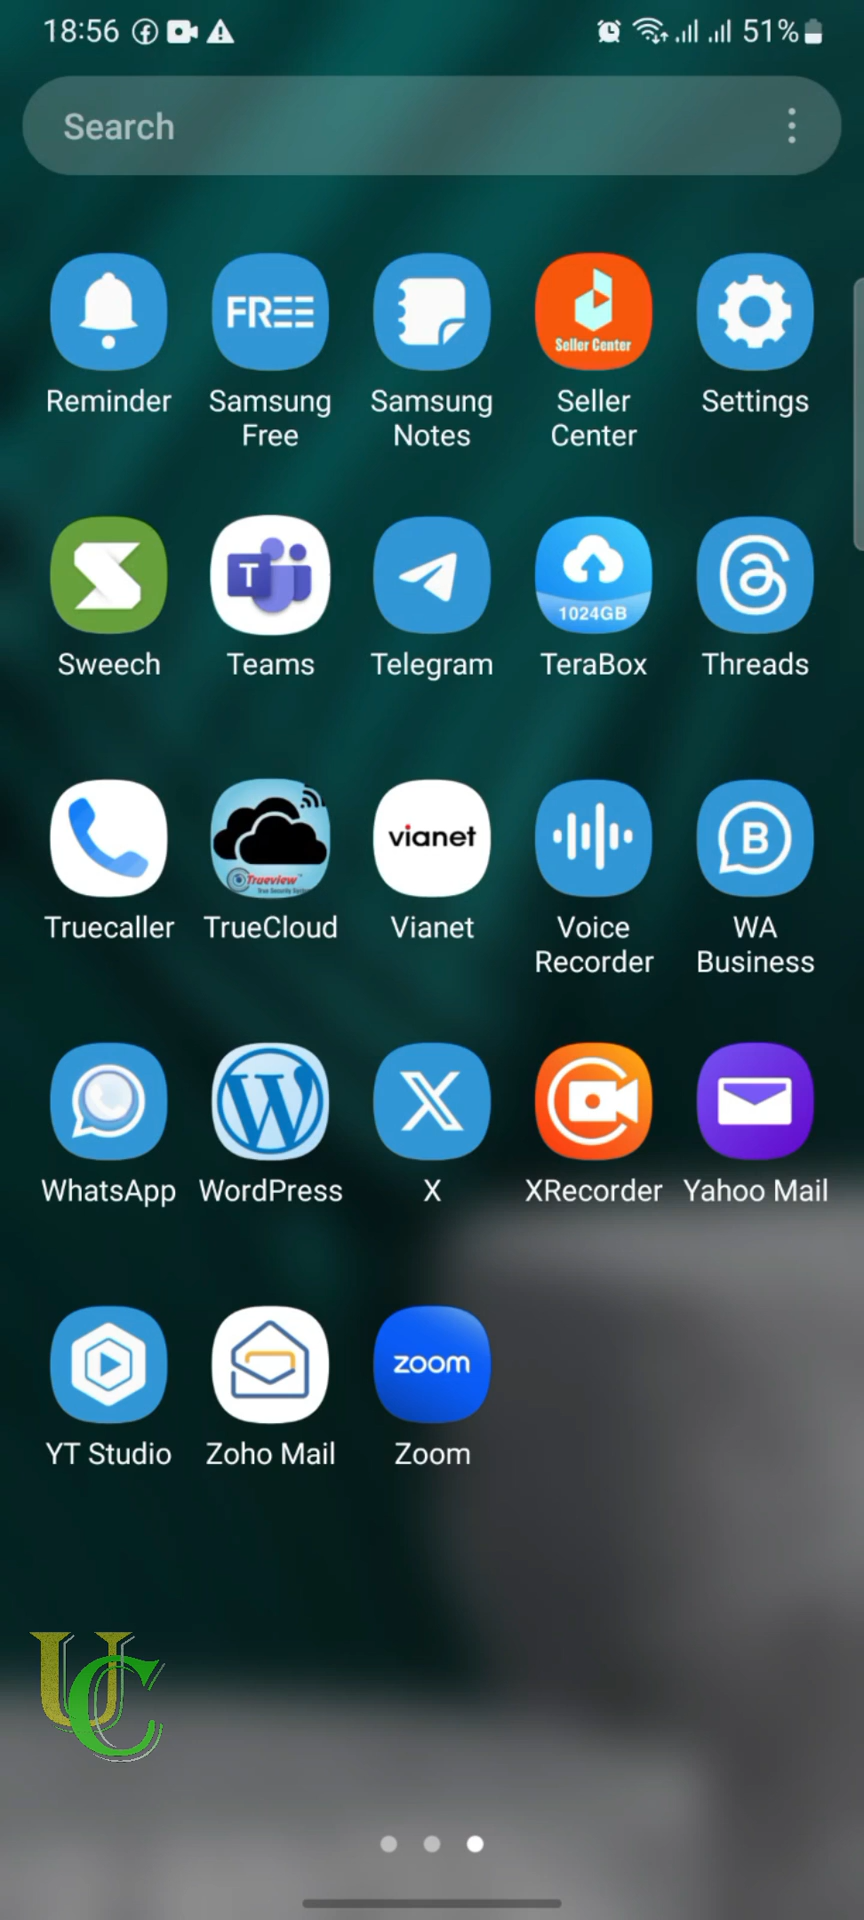 18:56 51%
Search
FREE
Seller Center
Reminder Samsung Free Samsung Notes Seller Center Settings
T
1024GB
Sweech Teams Telegram TeraBox Threads
Trueview
vianet
B
Truecaller TrueCloud Vianet Voice Recorder WA Business
W
X
WhatsApp WordPress X XRecorder Yahoo Mail
zoom
YT Studio Zoho Mail Zoom
UC